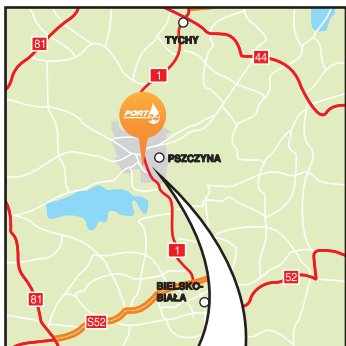 TYCHY
81
44
1
PORT
PSZCZYNA
1
BIELSKO-
BIAŁA
52
81
S52